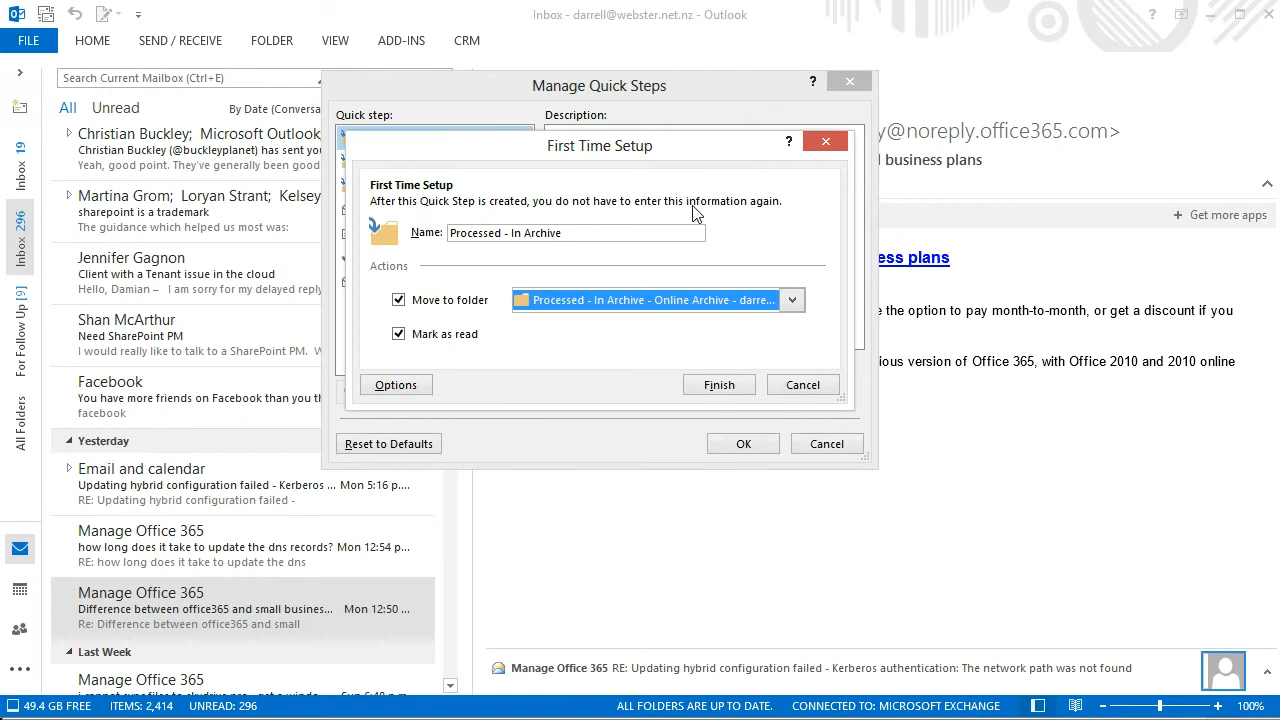 Inbox - darrell@webster.net.nz - Outlook
FILE HOME SEND / RECEIVE FOLDER VIEW ADD-INS CRM
Search Current Mailbox (Ctrl+E)
All Unread By Date (Conversa
Christian Buckley; Microsoft Outlook
Christian Buckley (@buckleyplanet) has sent you
Yeah, good point. They've generally been good
Martina Grom; Loryan Strant; Kelsey
sharepoint is a trademark
The guidance which helped us most was:
Jennifer Gagnon
Client with a Tenant issue in the cloud
Hello, Damian – I am sorry for my delayed reply
Shan McArthur
Need SharePoint PM
I would really like to talk to a SharePoint PM. W
Facebook
You have more friends on Facebook than you th
facebook
Yesterday
Email and calendar
Updating hybrid configuration failed - Kerberos ... Mon 5:16 p....
RE: Updating hybrid configuration failed -
Manage Office 365
how long does it take to update the dns records? Mon 12:54 p...
RE: how long does it take to update the dns
Manage Office 365
Difference between office365 and small busines... Mon 12:50 ...
Re: Difference between office365 and small
Last Week
Manage Office 365
Inbox 19
Inbox 296
For Follow Up [9]
All Folders
Manage Quick Steps
?
Quick step: Description:
First Time Setup
?
First Time Setup
After this Quick Step is created, you do not have to enter this information again.
Name: Processed - In Archive
Actions
Move to folder Processed - In Archive - Online Archive - darre...
Mark as read
Options Finish Cancel
Reset to Defaults OK Cancel
y@noreply.office365.com>
business plans
+ Get more apps
ess plans
e the option to pay month-to-month, or get a discount if you
ious version of Office 365, with Office 2010 and 2010 online
Manage Office 365 RE: Updating hybrid configuration failed - Kerberos authentication: The network path was not found
49.4 GB FREE ITEMS: 2,414 UNREAD: 296 ALL FOLDERS ARE UP TO DATE. CONNECTED TO: MICROSOFT EXCHANGE 100%